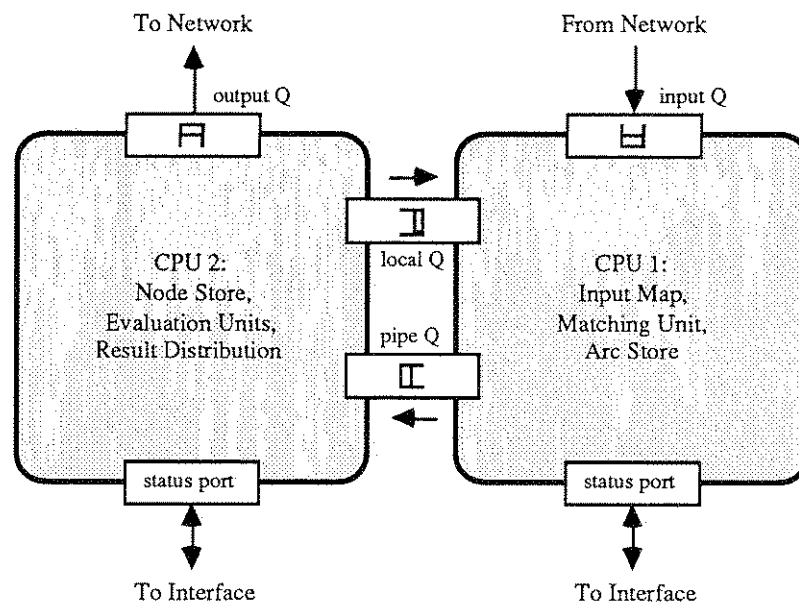 To Network
From Network
output Q
input Q
local Q
CPU 2:
Node Store,
Evaluation Units,
Result Distribution
CPU 1:
Input Map,
Matching Unit,
Arc Store
pipe Q
status port
status port
To Interface
To Interface